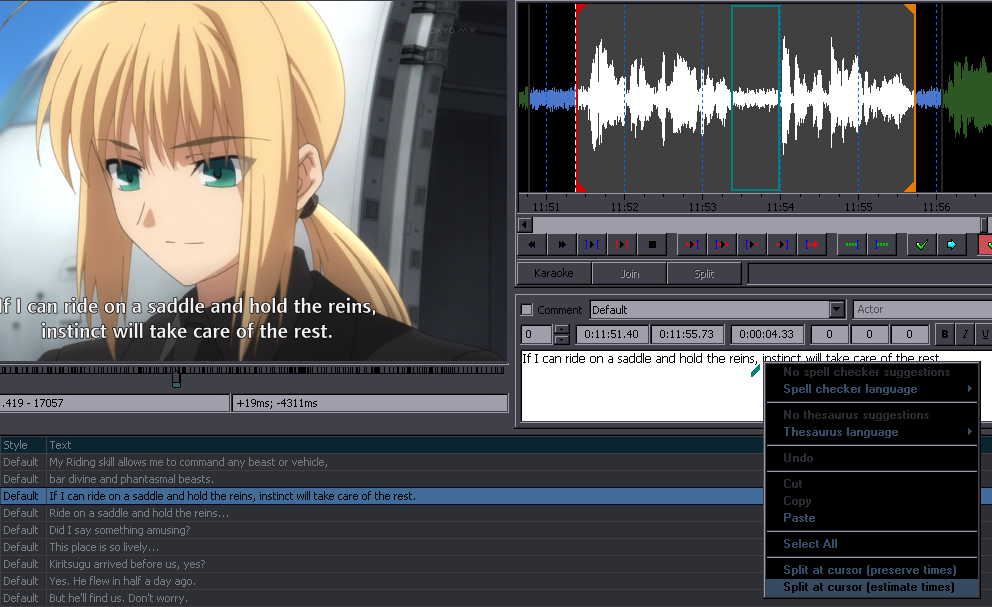 TOKYO MX
If I can ride on a saddle and hold the reins,
instinct will take care of the rest.
.419 - 17057
+19ms; -4311ms
11:51
11:52
11:53
11:54
11:55
11:56
Karaoke
Join
Split
Comment
Default
Actor
0
0:11:51.40
0:11:55.73
0:00:04.33
0
0
0
B
I
U
If I can ride on a saddle and hold the reins, instinct will take care of the rest.
No spell checker suggestions
Spell checker language
No thesaurus suggestions
Thesaurus language
Undo
Cut
Copy
Paste
Select All
Split at cursor (preserve times)
Split at cursor (estimate times)
Style Text
Default My Riding skill allows me to command any beast or vehicle,
Default bar divine and phantasmal beasts.
Default If I can ride on a saddle and hold the reins, instinct will take care of the rest.
Default Ride on a saddle and hold the reins...
Default Did I say something amusing?
Default This place is so lively...
Default Kiritsugu arrived before us, yes?
Default Yes. He flew in half a day ago.
Default But he'll find us. Don't worry.